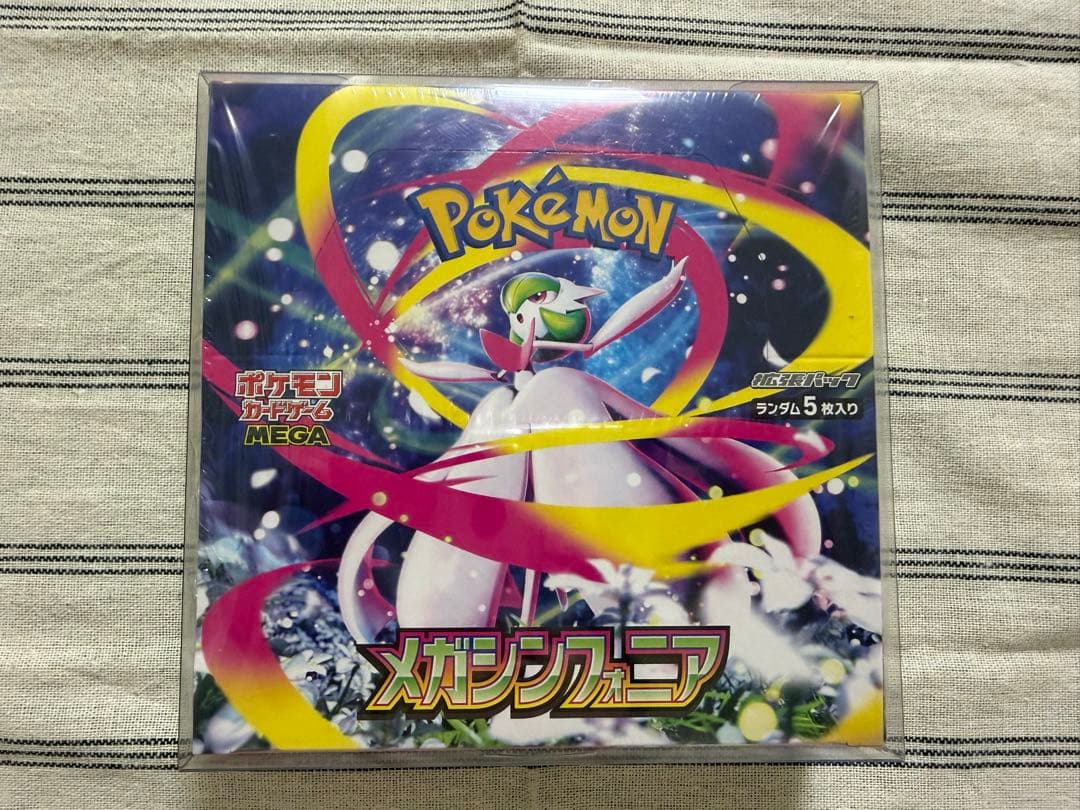 POKéMON
ポケモン
カードゲーム
MEGA
拡張パック
ランダム5枚入り
メガシンフォニア